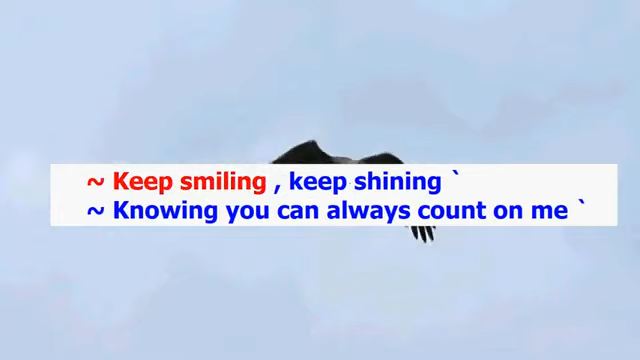 ~ Keep smiling , keep shining `
~ Knowing you can always count on me `